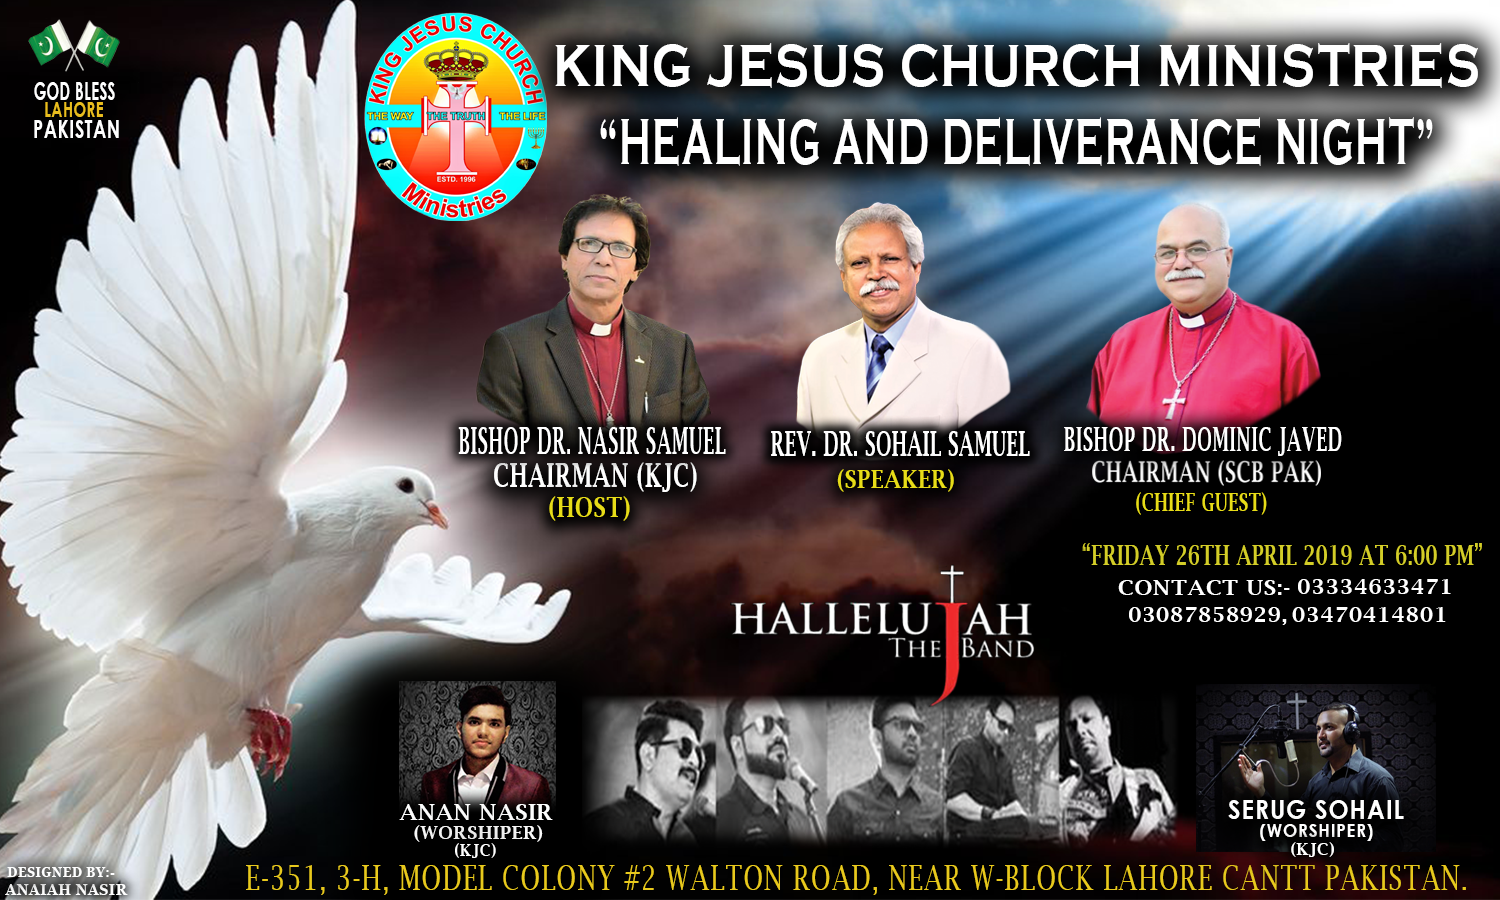 GOD BLESS
LAHORE
PAKISTAN
KING JESUS CHURCH
THE WAY THE TRUTH THE LIFE
ESTD. 1996
Ministries
KING JESUS CHURCH MINISTRIES
“HEALING AND DELIVERANCE NIGHT”
BISHOP DR. NASIR SAMUEL
CHAIRMAN (KJC)
(HOST)
REV. DR. SOHAIL SAMUEL
(SPEAKER)
BISHOP DR. DOMINIC JAVED
CHAIRMAN (SCB PAK)
(CHIEF GUEST)
“FRIDAY 26TH APRIL 2019 AT 6:00 PM”
CONTACT US:- 03334633471
03087858929, 03470414801
HALLELUJAH
THE BAND
ANAN NASIR
(WORSHIPER)
(KJC)
SERUG SOHAIL
(WORSHIPER)
(KJC)
DESIGNED BY:-
ANAIAH NASIR
E-351, 3-H, MODEL COLONY #2 WALTON ROAD, NEAR W-BLOCK LAHORE CANTT PAKISTAN.